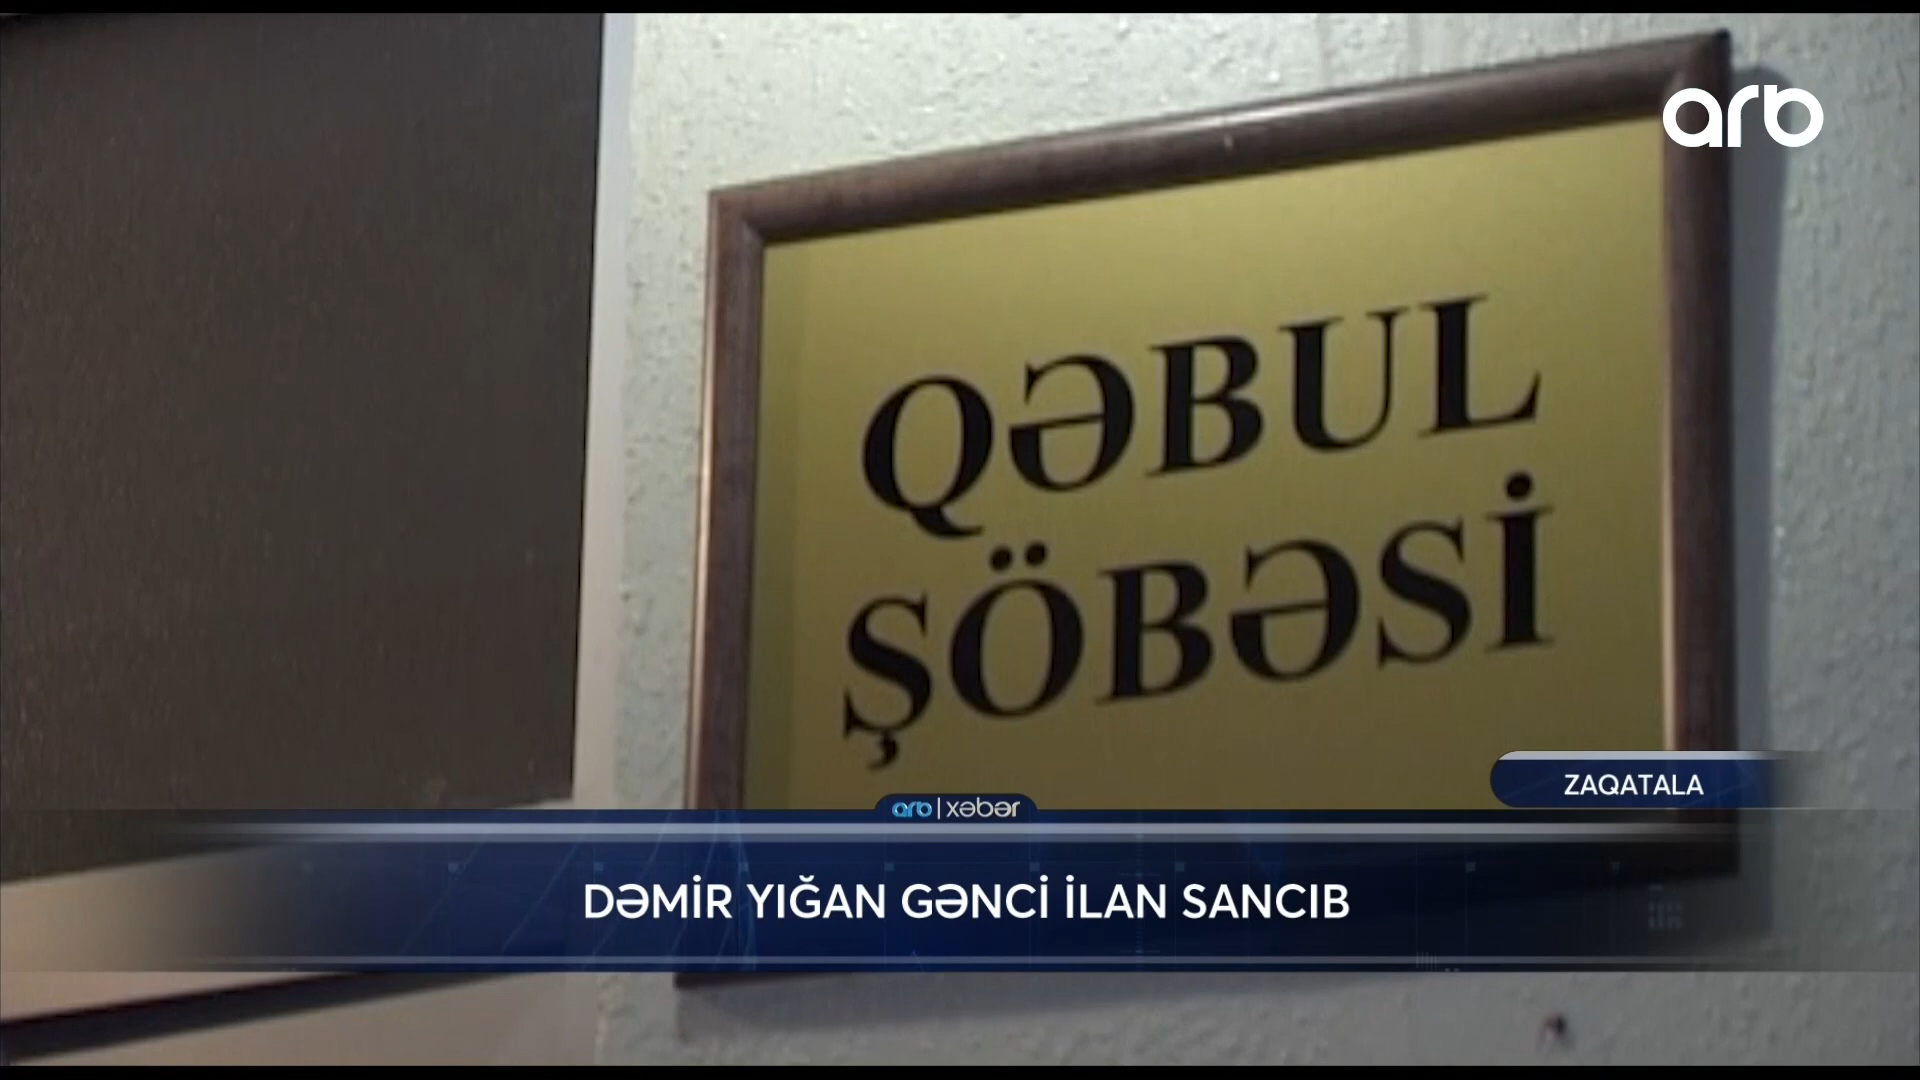 arb
QƏBUL
ŞÖBƏSİ
ZAQATALA
arb | xəbər
DƏMİR YIĞAN GƏNCİ İLAN SANCIB